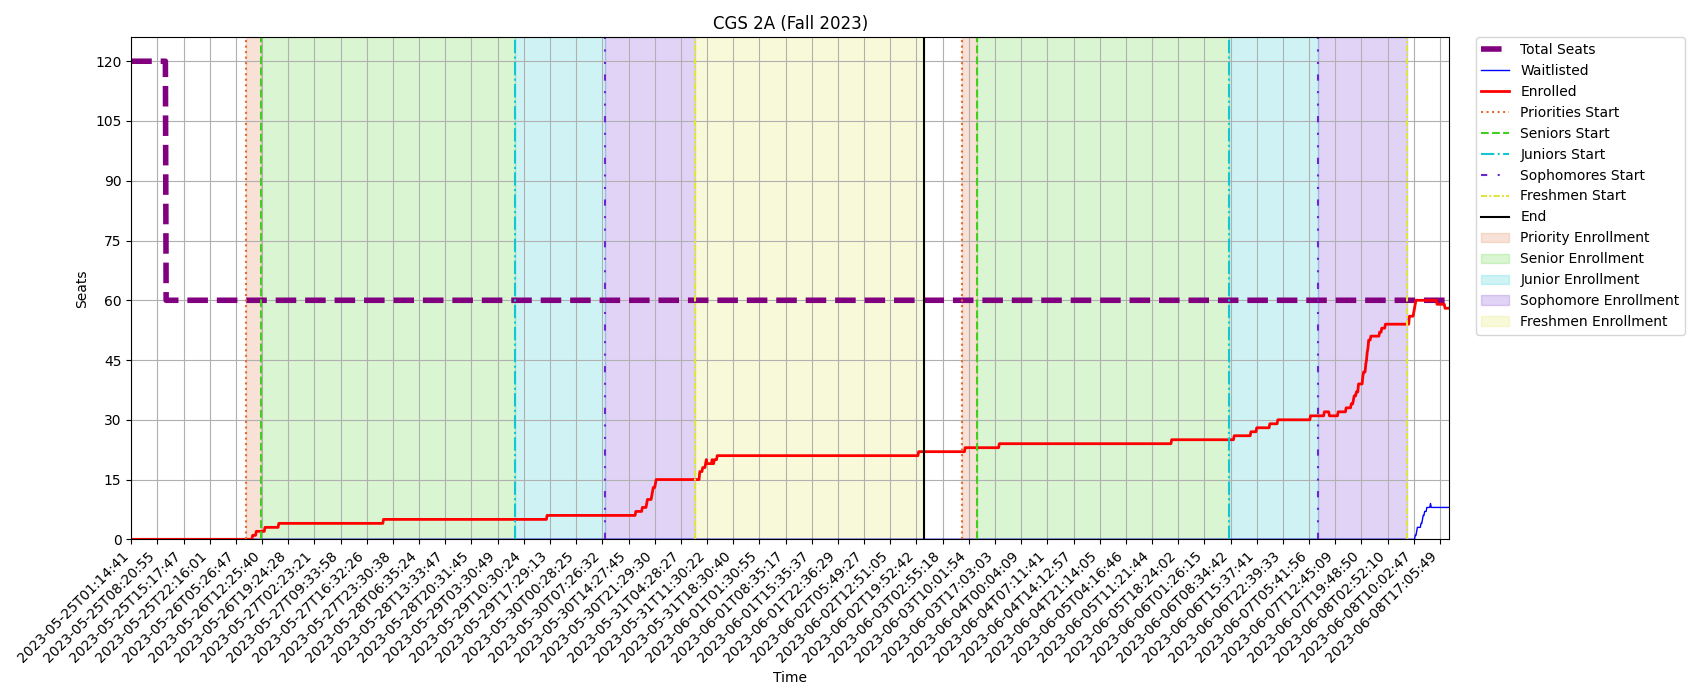 CGS 2A (Fall 2023)
Seats
120
105
90
75
60
45
30
15
0
2023-05-25T01:14:41
2023-05-25T08:20:55
2023-05-25T15:17:47
2023-05-25T22:16:01
2023-05-26T05:26:47
2023-05-26T12:25:40
2023-05-26T19:24:28
2023-05-27T02:23:21
2023-05-27T09:33:58
2023-05-27T16:32:26
2023-05-27T23:30:38
2023-05-28T06:35:24
2023-05-28T13:33:47
2023-05-28T20:31:45
2023-05-29T03:30:49
2023-05-29T10:30:24
2023-05-29T17:29:13
2023-05-30T00:28:25
2023-05-30T07:26:32
2023-05-30T14:27:45
2023-05-30T21:29:30
2023-05-31T04:28:27
2023-05-31T11:30:22
2023-05-31T18:30:40
2023-06-01T01:30:55
2023-06-01T08:35:17
2023-06-01T15:35:37
2023-06-01T22:36:29
2023-06-02T05:49:27
2023-06-02T12:51:05
2023-06-02T19:52:42
2023-06-03T02:55:18
2023-06-03T10:01:54
2023-06-03T17:03:03
2023-06-04T00:04:09
2023-06-04T07:11:41
2023-06-04T14:12:57
2023-06-04T21:14:05
2023-06-05T04:16:46
2023-06-05T11:21:44
2023-06-05T18:24:02
2023-06-06T01:26:15
2023-06-06T08:34:42
2023-06-06T15:37:41
2023-06-06T22:39:33
2023-06-07T05:41:56
2023-06-07T12:45:09
2023-06-07T19:48:50
2023-06-08T02:52:10
2023-06-08T10:02:47
2023-06-08T17:05:49
Time
Total Seats
Waitlisted
Enrolled
Priorities Start
Seniors Start
Juniors Start
Sophomores Start
Freshmen Start
End
Priority Enrollment
Senior Enrollment
Junior Enrollment
Sophomore Enrollment
Freshmen Enrollment